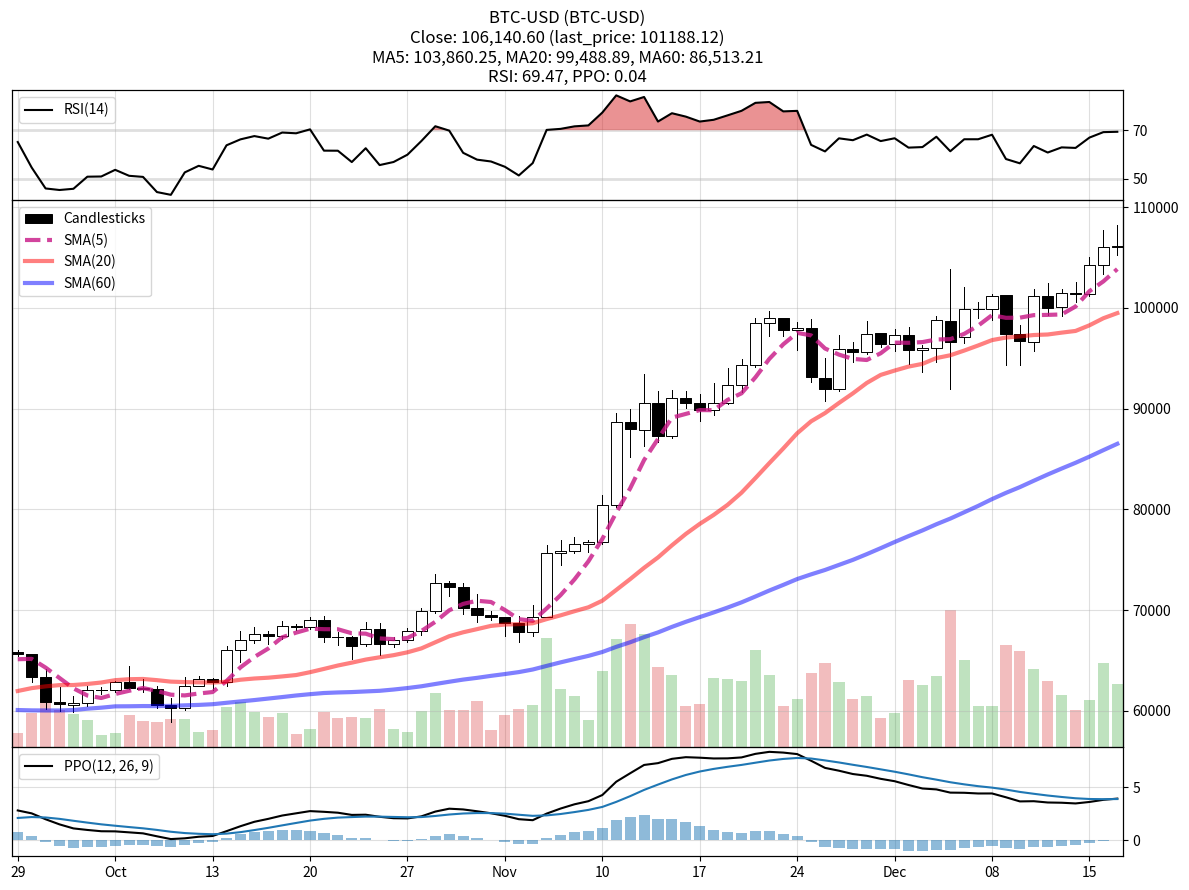 BTC-USD (BTC-USD)
Close: 106,140.60 (last_price: 101188.12)
MA5: 103,860.25, MA20: 99,488.89, MA60: 86,513.21
RSI: 69.47, PPO: 0.04
RSI(14)
70
50
Candlesticks
SMA(5)
SMA(20)
SMA(60)
110000
100000
90000
80000
70000
60000
PPO(12, 26, 9)
5
0
29 Oct 13 20 27 Nov 10 17 24 Dec 08 15